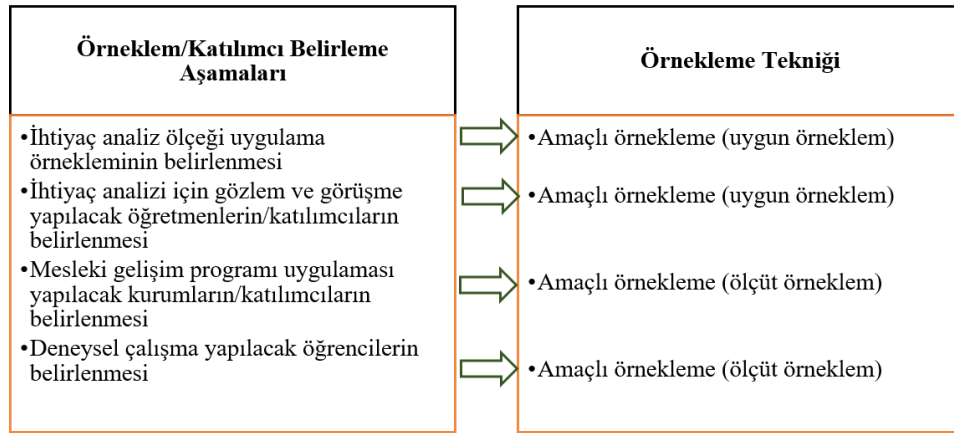 Örneklem/Katılımcı Belirleme
Aşamaları
•İhtiyaç analiz ölçeği uygulama
örnekleminin belirlenmesi
•İhtiyaç analizi için gözlem ve görüşme
yapılacak öğretmenlerin/katılımcıların
belirlenmesi
•Mesleki gelişim programı uygulaması
yapılacak kurumların/katılımcıların
belirlenmesi
•Deneysel çalışma yapılacak öğrencilerin
belirlenmesi
Örnekleme Tekniği
•Amaçlı örnekleme (uygun örneklem)
•Amaçlı örnekleme (uygun örneklem)
•Amaçlı örnekleme (ölçüt örneklem)
•Amaçlı örnekleme (ölçüt örneklem)